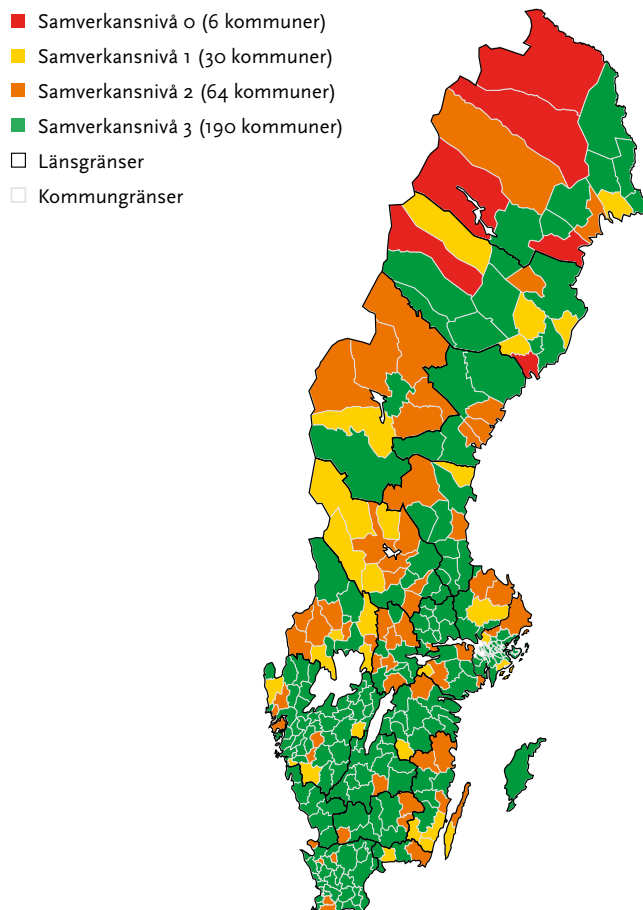 Samverkansnivå 0 (6 kommuner)
Samverkansnivå 1 (30 kommuner)
Samverkansnivå 2 (64 kommuner)
Samverkansnivå 3 (190 kommuner)
Länsgränser
Kommungränser